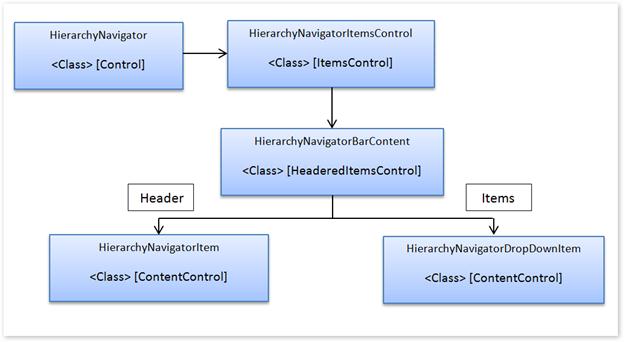 HierarchyNavigator
<Class> [Control]
HierarchyNavigatorItemsControl
<Class> [ItemsControl]
HierarchyNavigatorBarContent
<Class> [HeaderedItemsControl]
Header
Items
HierarchyNavigatorItem
<Class> [ContentControl]
HierarchyNavigatorDropDownItem
<Class> [ContentControl]